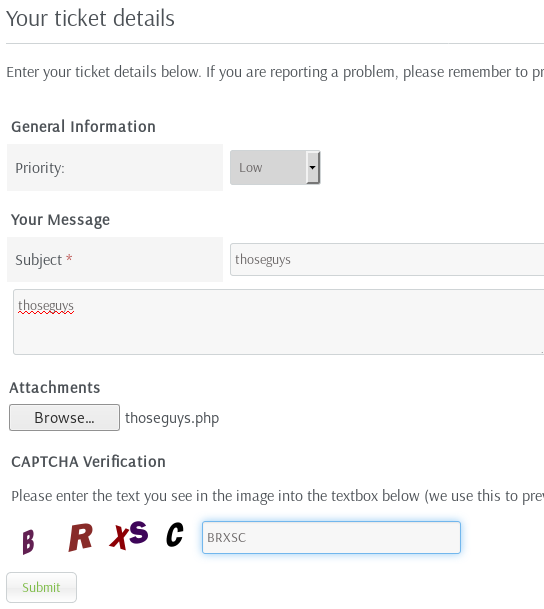 Your ticket details
Enter your ticket details below. If you are reporting a problem, please remember to pr
General Information
Priority:
Low
Your Message
Subject *
thoseguys
thoseguys
Attachments
Browse...
thoseguys.php
CAPTCHA Verification
Please enter the text you see in the image into the textbox below (we use this to prev
B R X S C
BRXSC
Submit